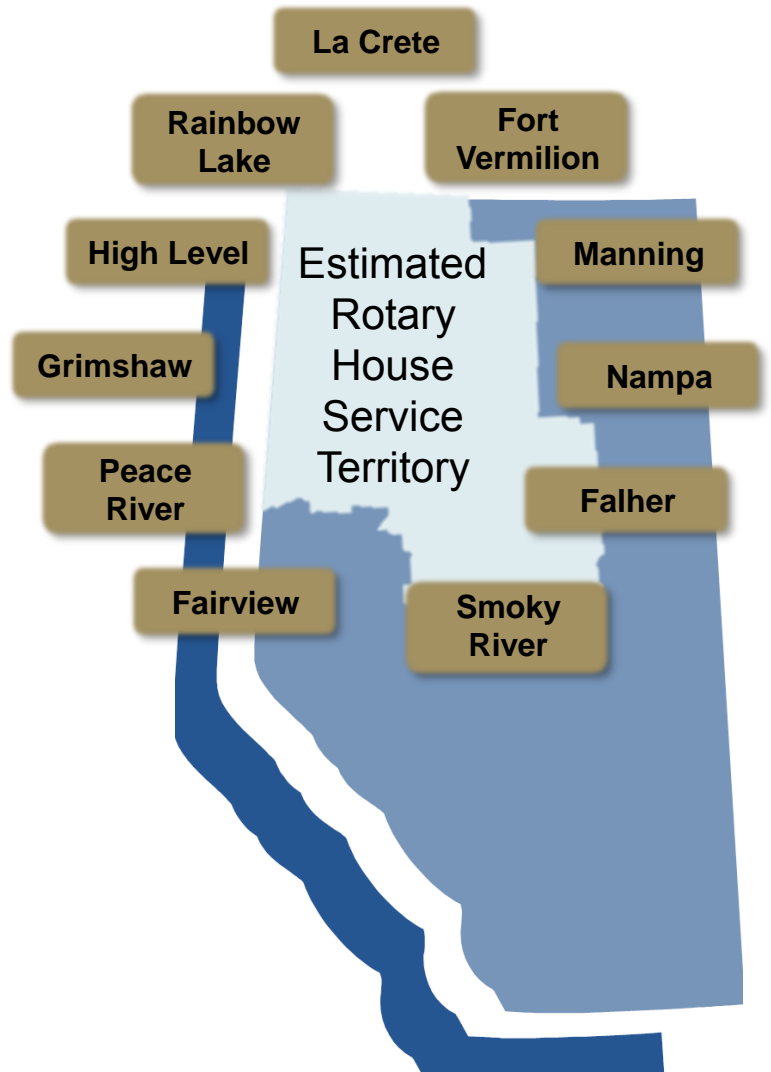 La Crete
Rainbow
Lake
Fort
Vermilion
High Level
Estimated
Rotary
House
Service
Territory
Manning
Grimshaw
Nampa
Peace
River
Falher
Fairview
Smoky
River